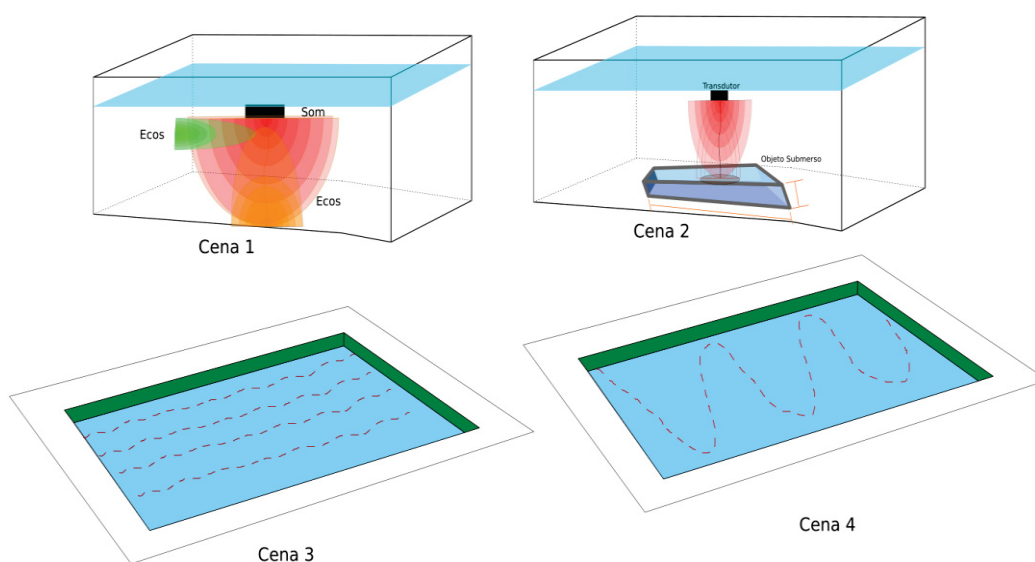 Som
Ecos
Ecos
Cena 1
Transdutor
Objeto Submerso
Cena 2
Cena 3
Cena 4